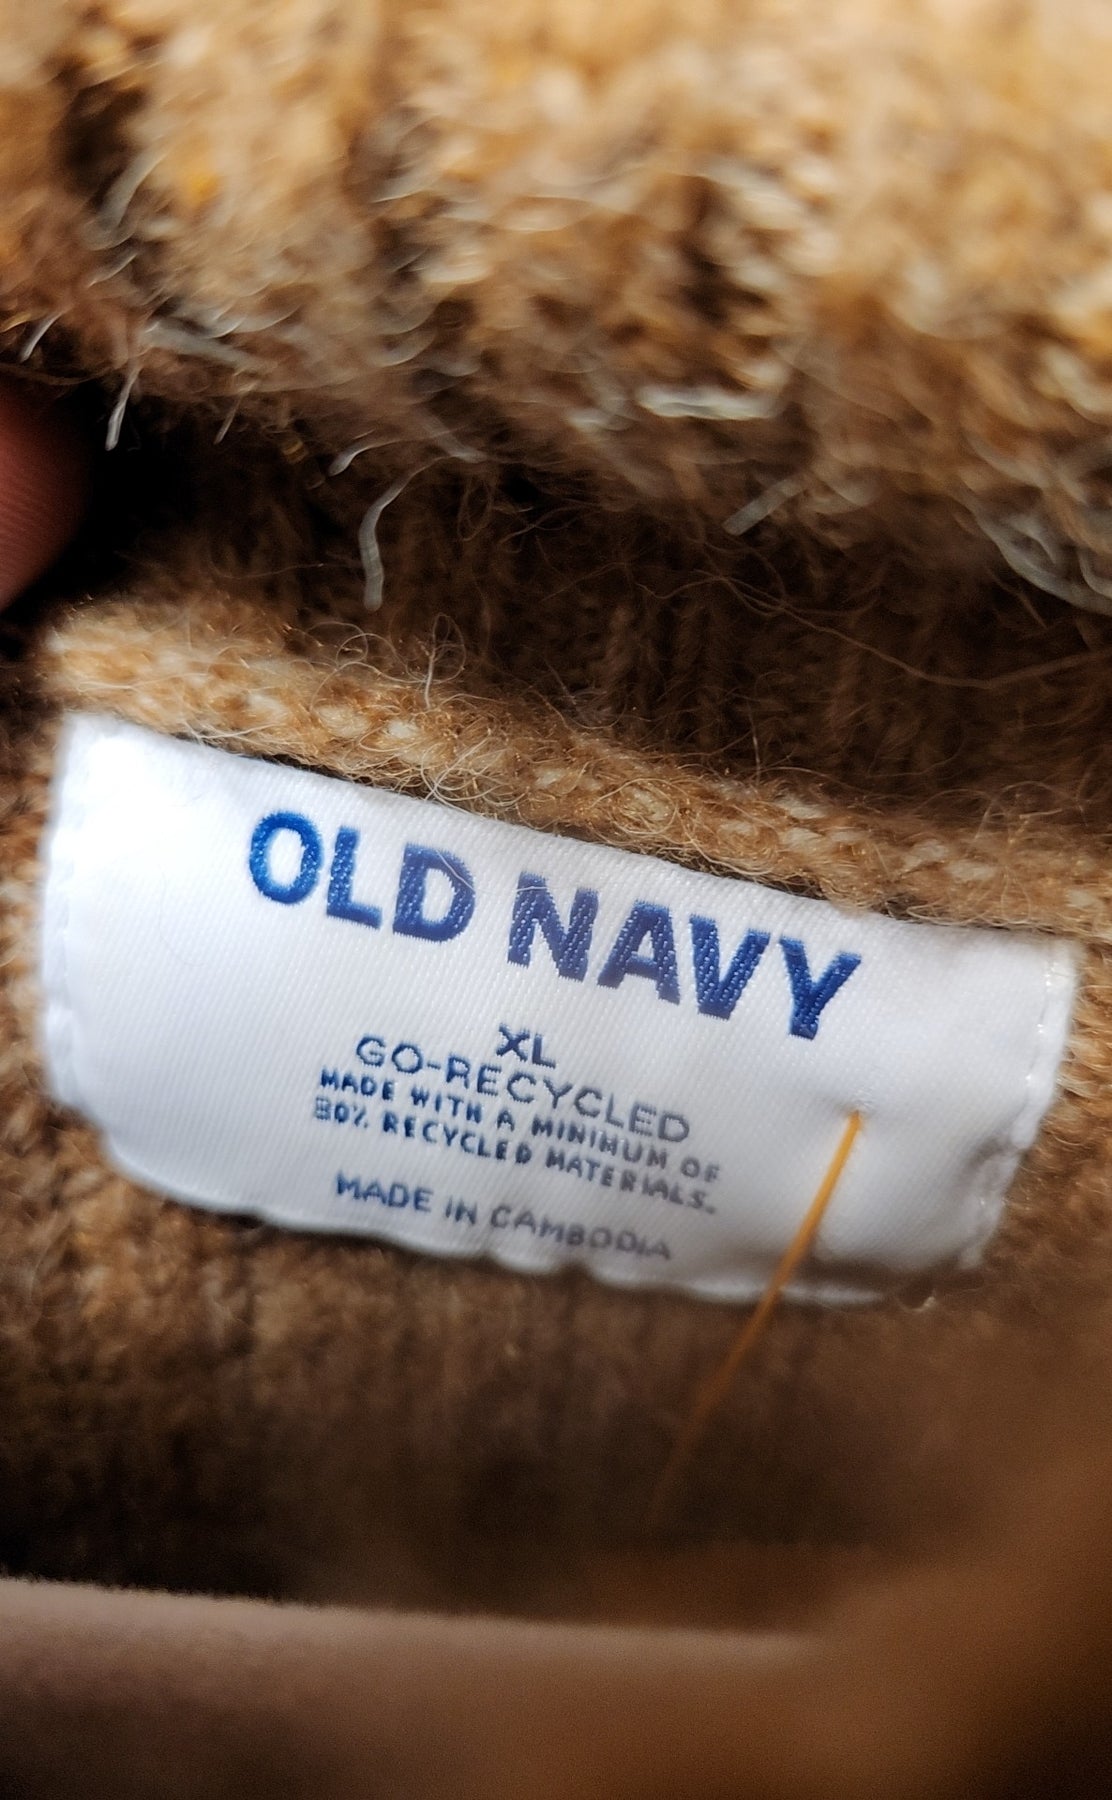 OLD NAVY
XL
GO-RECYCLED
MADE WITH A MINIMUM OF
80% RECYCLED MATERIALS.
MADE IN CAMBODIA